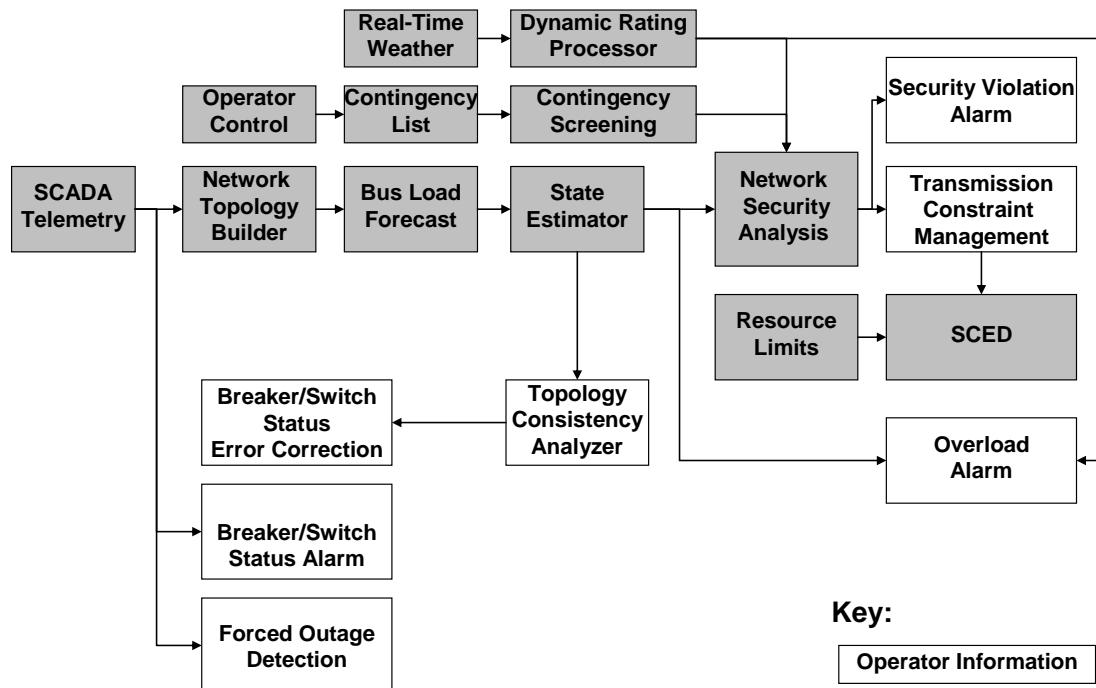 Real-Time
Weather
Dynamic Rating
Processor
Operator
Control
Contingency
List
Contingency
Screening
Security Violation
Alarm
SCADA
Telemetry
Network
Topology
Builder
Bus Load
Forecast
State
Estimator
Network
Security
Analysis
Transmission
Constraint
Management
Resource
Limits
SCED
Breaker/Switch
Status
Error Correction
Topology
Consistency
Analyzer
Overload
Alarm
Breaker/Switch
Status Alarm
Forced Outage
Detection
Key:
Operator Information